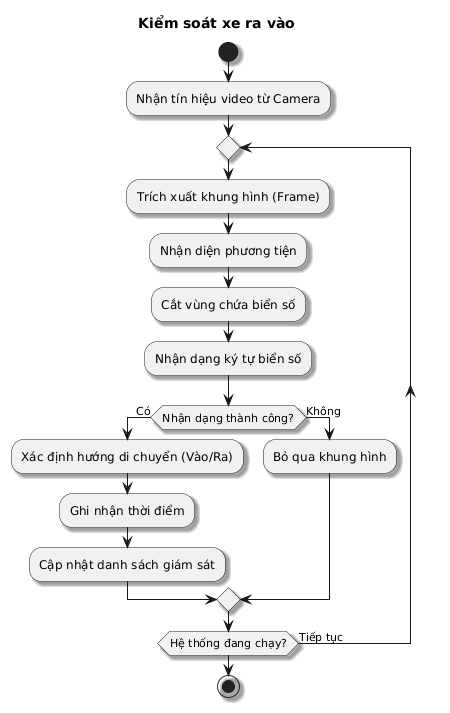 Kiểm soát xe ra vào
Nhận tín hiệu video từ Camera
Trích xuất khung hình (Frame)
Nhận diện phương tiện
Cắt vùng chứa biển số
Nhận dạng ký tự biển số
Có
Nhận dạng thành công?
Không
Xác định hướng di chuyển (Vào/Ra)
Bỏ qua khung hình
Ghi nhận thời điểm
Cập nhật danh sách giám sát
Hệ thống đang chạy?
Tiếp tục